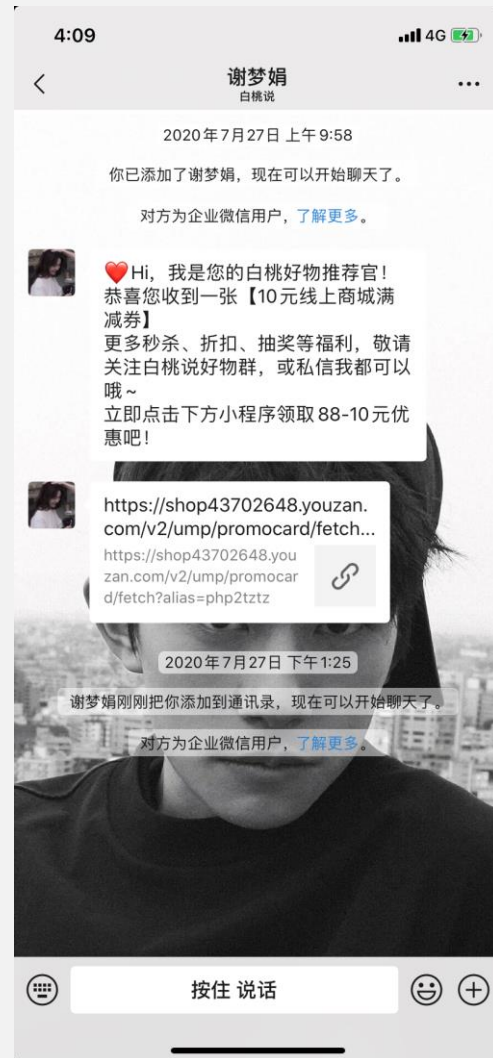 4:09
4G
谢梦娟
白桃说
2020年7月27日 上午9:58
你已添加了谢梦娟，现在可以开始聊天了。
对方为企业微信用户，了解更多。
❤️Hi，我是您的白桃好物推荐官！
恭喜您收到一张【10元线上商城满
减券】
更多秒杀、折扣、抽奖等福利，敬请
关注白桃说好物群，或私信我都可以
哦~
立即点击下方小程序领取88-10元优
惠吧！
https://shop43702648.youzan.
com/v2/ump/promocard/fetch...
https://shop43702648.you
zan.com/v2/ump/promocar
d/fetch?alias=php2tztz
2020年7月27日 下午1:25
谢梦娟刚刚把你添加到通讯录，现在可以开始聊天了。
对方为企业微信用户，了解更多。
按住 说话